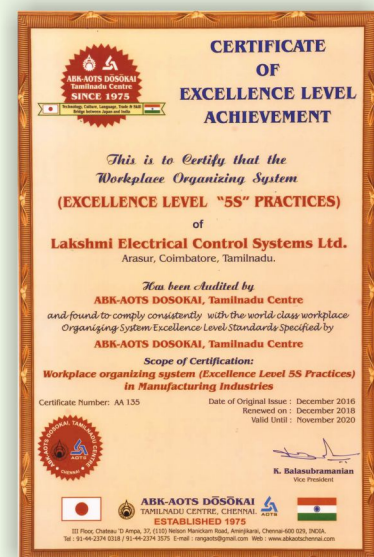 ABK-AOTS DŌSŌKAI
Tamilnadu Centre
SINCE 1975
Technology, Culture, Language, Trade & Skill
Bridge between Japan and India
CERTIFICATE
OF
EXCELLENCE LEVEL
ACHIEVEMENT
This is to Certify that the
Workplace Organizing System
(EXCELLENCE LEVEL "5S" PRACTICES)
of
Lakshmi Electrical Control Systems Ltd.
Arasur, Coimbatore, Tamilnadu.
Has been Audited by
ABK-AOTS DOSOKAI, Tamilnadu Centre
and found to comply consistently with the world class workplace
Organizing System Excellence Level Standards Specified by
ABK-AOTS DOSOKAI, Tamilnadu Centre
Scope of Certification:
Workplace organizing system (Excellence Level 5S Practices)
in Manufacturing Industries
Certificate Number: AA 135
Date of Original Issue : December 2016
Renewed on : December 2018
Valid Until : November 2020
K. Balasubramanian
Vice President
ABK-AOTS DŌSŌKAI
TAMILNADU CENTRE, CHENNAI.
AOTS
ESTABLISHED 1975
III Floor, Chateau 'D Ampa, 37, (110) Nelson Manickam Road, Aminjikarai, Chennai-600 029, INDIA.
Tel : 91-44-2374 0318 / 91-44-2374 3575 E-mail : rangaots@gmail.com Web : www.abkaotschennai.com